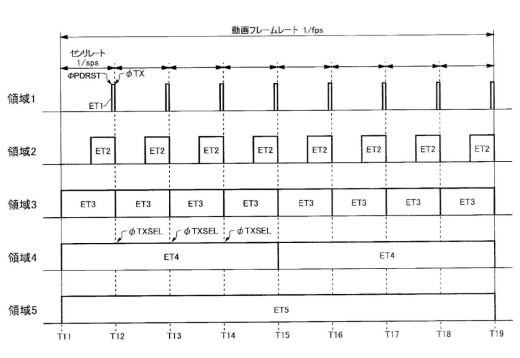 動画フレームレート 1/fps
センサレート
1/sps
ΦPDRST
ΦTX
領域1
ET1
領域2
ET2 ET2 ET2 ET2 ET2 ET2 ET2 ET2
領域3
ET3 ET3 ET3 ET3 ET3 ET3 ET3 ET3
ΦTXSEL ΦTXSEL ΦTXSEL
領域4
ET4 ET4
領域5
ET5
T11 T12 T13 T14 T15 T16 T17 T18 T19